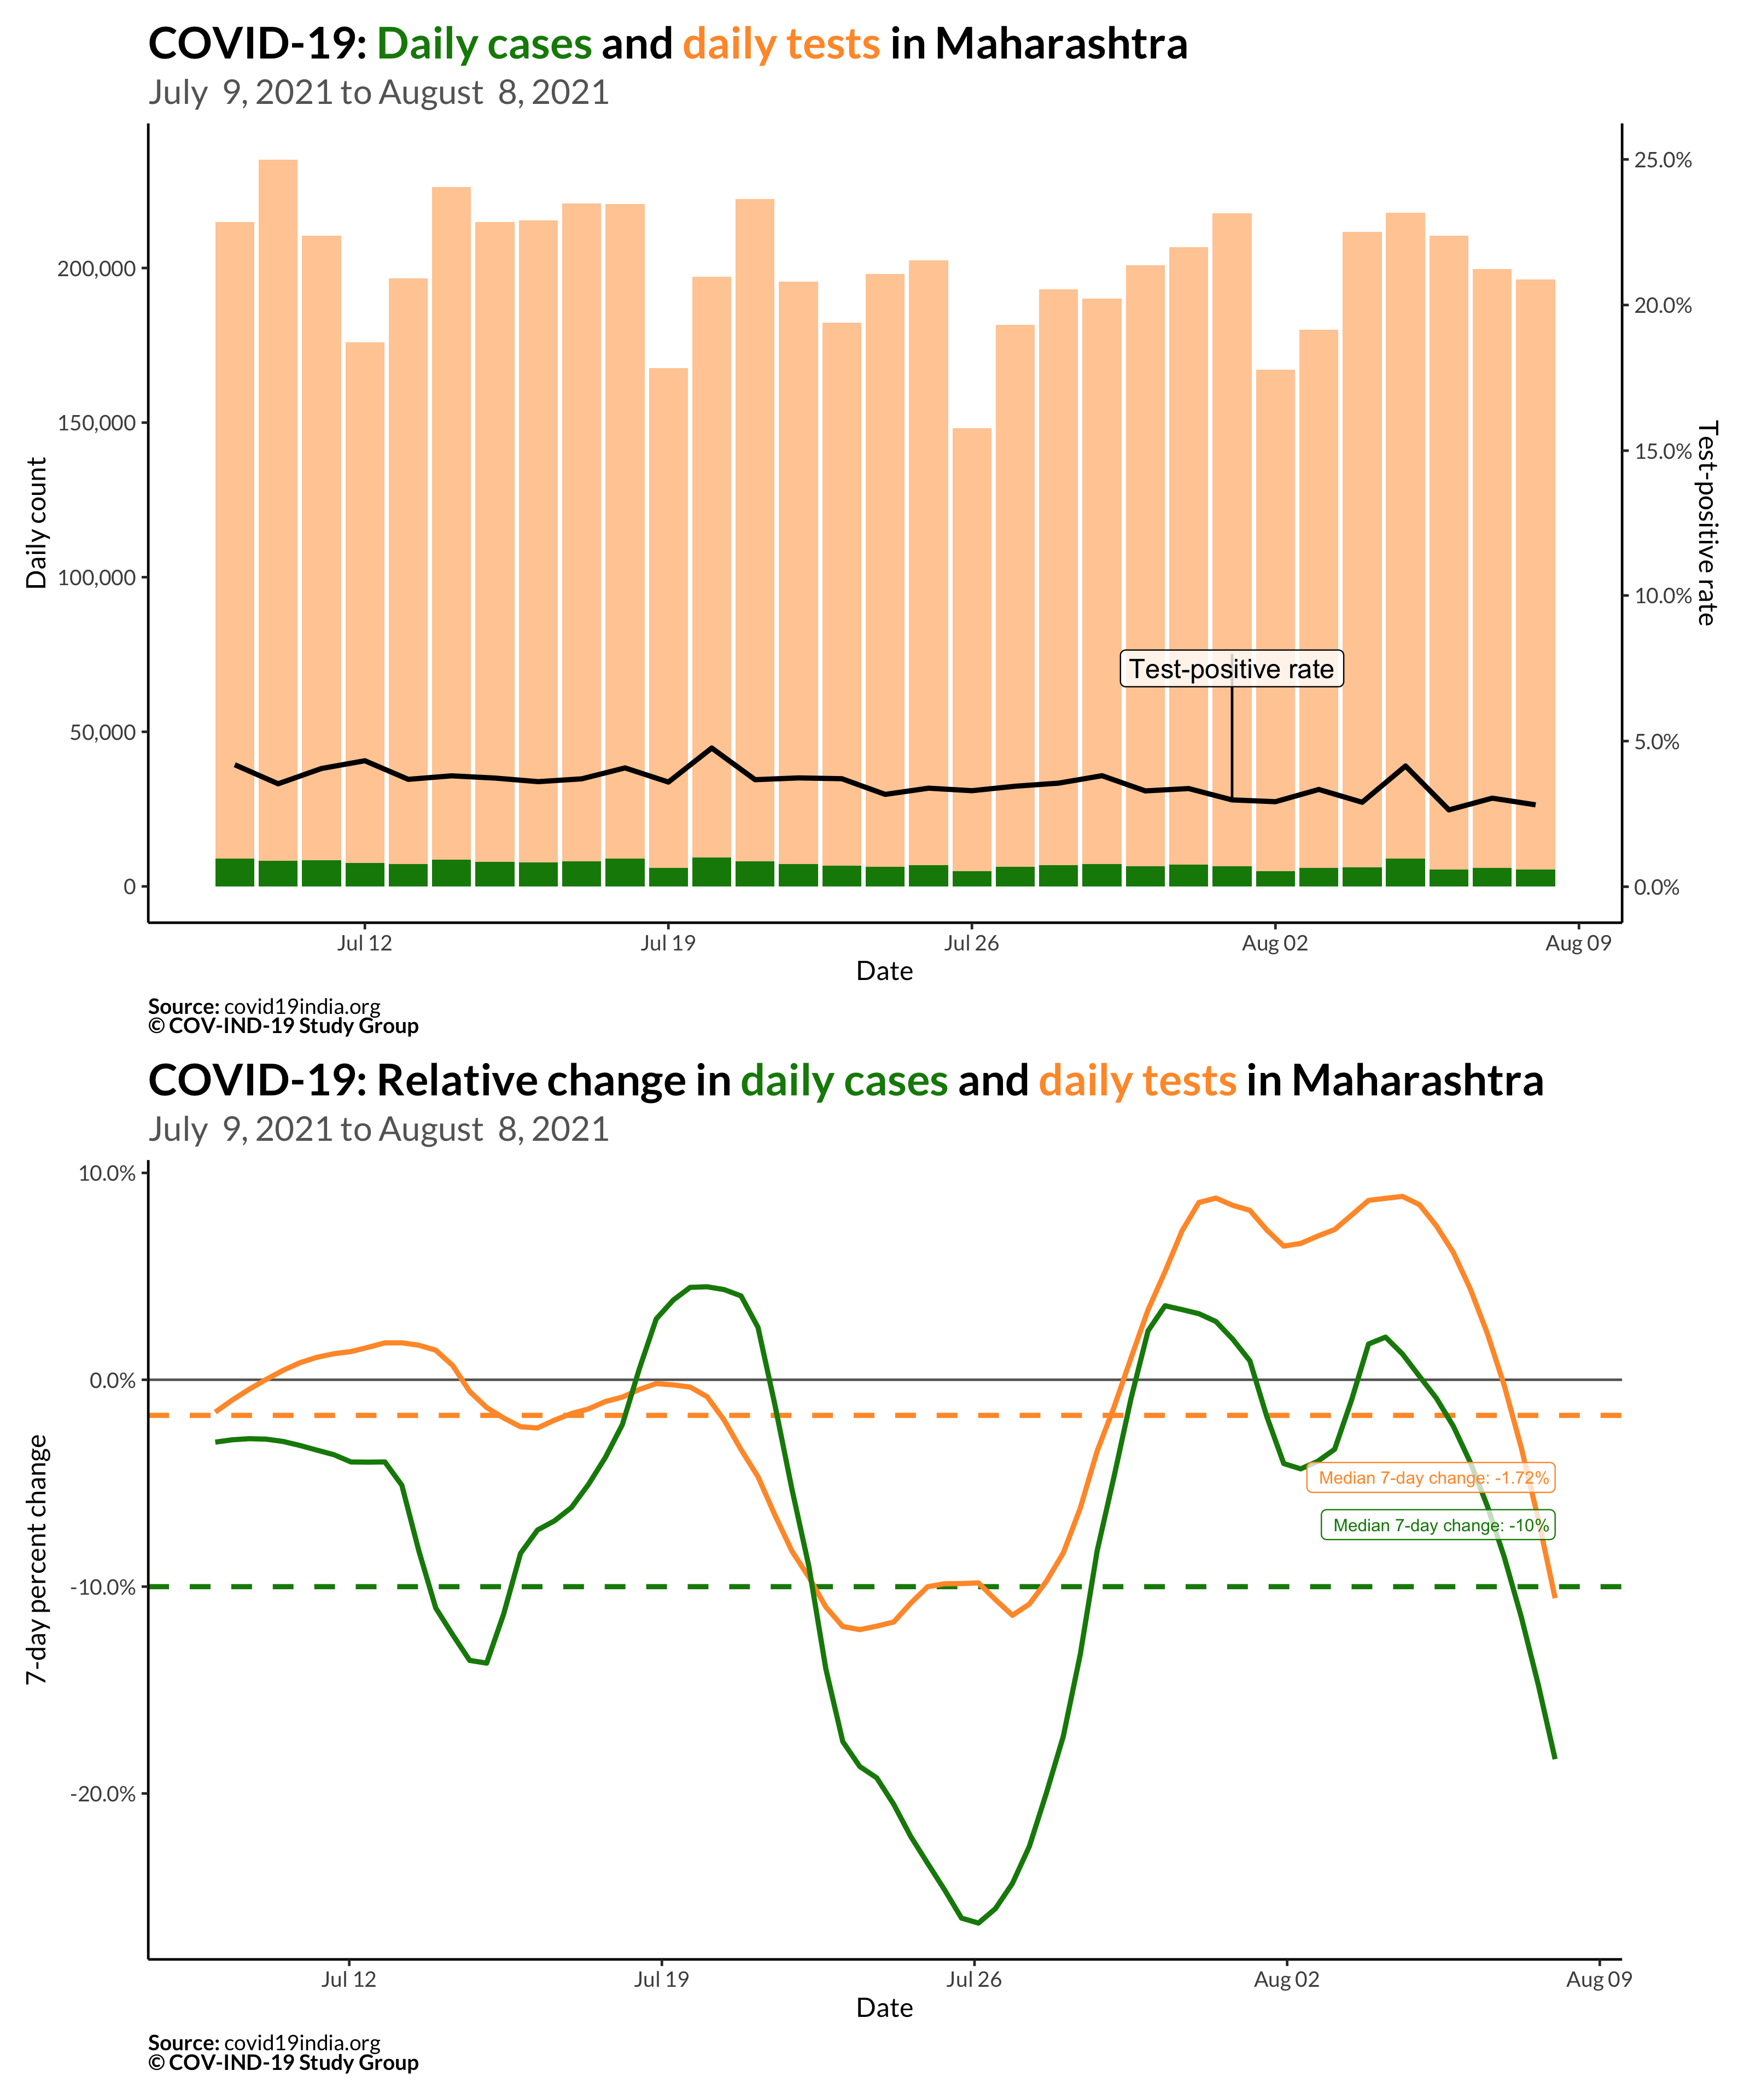 COVID-19: Daily cases and daily tests in Maharashtra
July  9, 2021 to August  8, 2021
Daily count
200,000
150,000
100,000
50,000
0
25.0%
20.0%
15.0%
10.0%
5.0%
0.0%
Test-positive rate
Test-positive rate
Jul 12
Jul 19
Jul 26
Aug 02
Aug 09
Date
Source: covid19india.org
© COV-IND-19 Study Group
COVID-19: Relative change in daily cases and daily tests in Maharashtra
July  9, 2021 to August  8, 2021
7-day percent change
10.0%
0.0%
-10.0%
-20.0%
Median 7-day change: -1.72%
Median 7-day change: -10%
Jul 12
Jul 19
Jul 26
Aug 02
Aug 09
Date
Source: covid19india.org
© COV-IND-19 Study Group